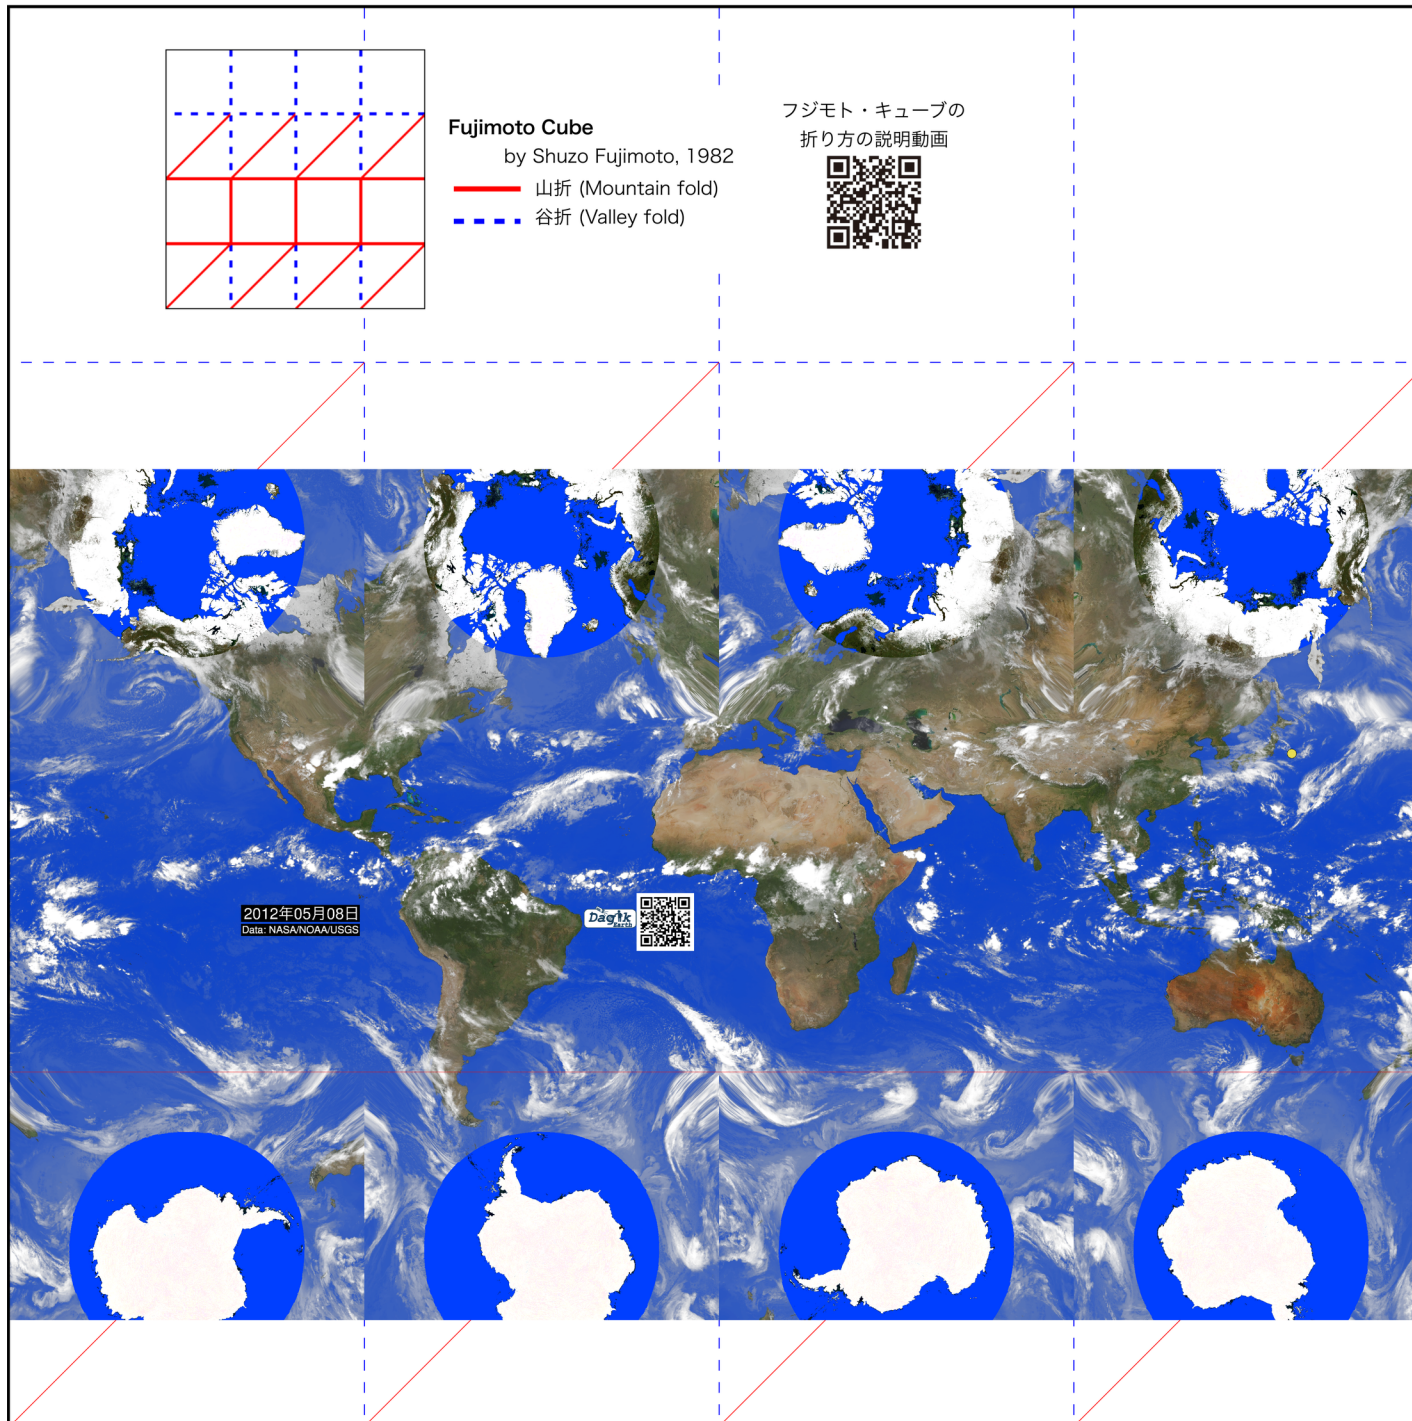 Fujimoto Cube
by Shuzo Fujimoto, 1982
山折 (Mountain fold)
谷折 (Valley fold)
フジモト・キューブの
折り方の説明動画
2012年05月08日
Data: NASA/NOAA/USGS
Dagik
Earth